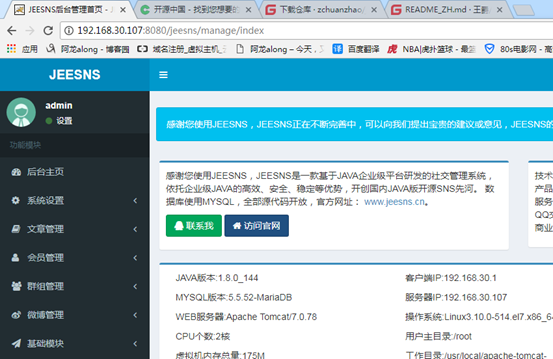 JEESNS后台管理首页 - J
开源中国 - 找到您想要的
下载仓库 · zchuanzhao/
README_ZH.md · 王鹤
192.168.30.107:8080/jeesns/manage/index
应用
阿龙along - 博客园
域名注册_虚拟主机_
阿龙along – 今天，
百度翻译
NBA|虎扑篮球 - 最
80s电影网 - 高
JEESNS
admin
设置
功能模块
感谢您使用JEESNS，JEESNS正在不断完善中，可以向我们提出宝贵的建议或意见，JEESNS的
后台主页
系统设置
文章管理
会员管理
群组管理
微博管理
基础模块
感谢您使用JEESNS，JEESNS是一款基于JAVA企业级平台研发的社交管理系统，
依托企业级JAVA的高效、安全、稳定等优势，开创国内JAVA版开源SNS先河。 数
据库使用MYSQL，全部源代码开放，官方网址： www.jeesns.cn。
联系我
访问官网
技术
产品
服务
QQ交
商业
JAVA版本:1.8.0_144
客户端IP:192.168.30.1
MYSQL版本:5.5.52-MariaDB
服务器IP:192.168.30.107
WEB服务器:Apache Tomcat/7.0.78
操作系统:Linux3.10.0-514.el7.x86_64
CPU个数:2核
用户主目录:/root
虚拟机内存总量:175M
工作目录:/usr/local/apache-tomcat-